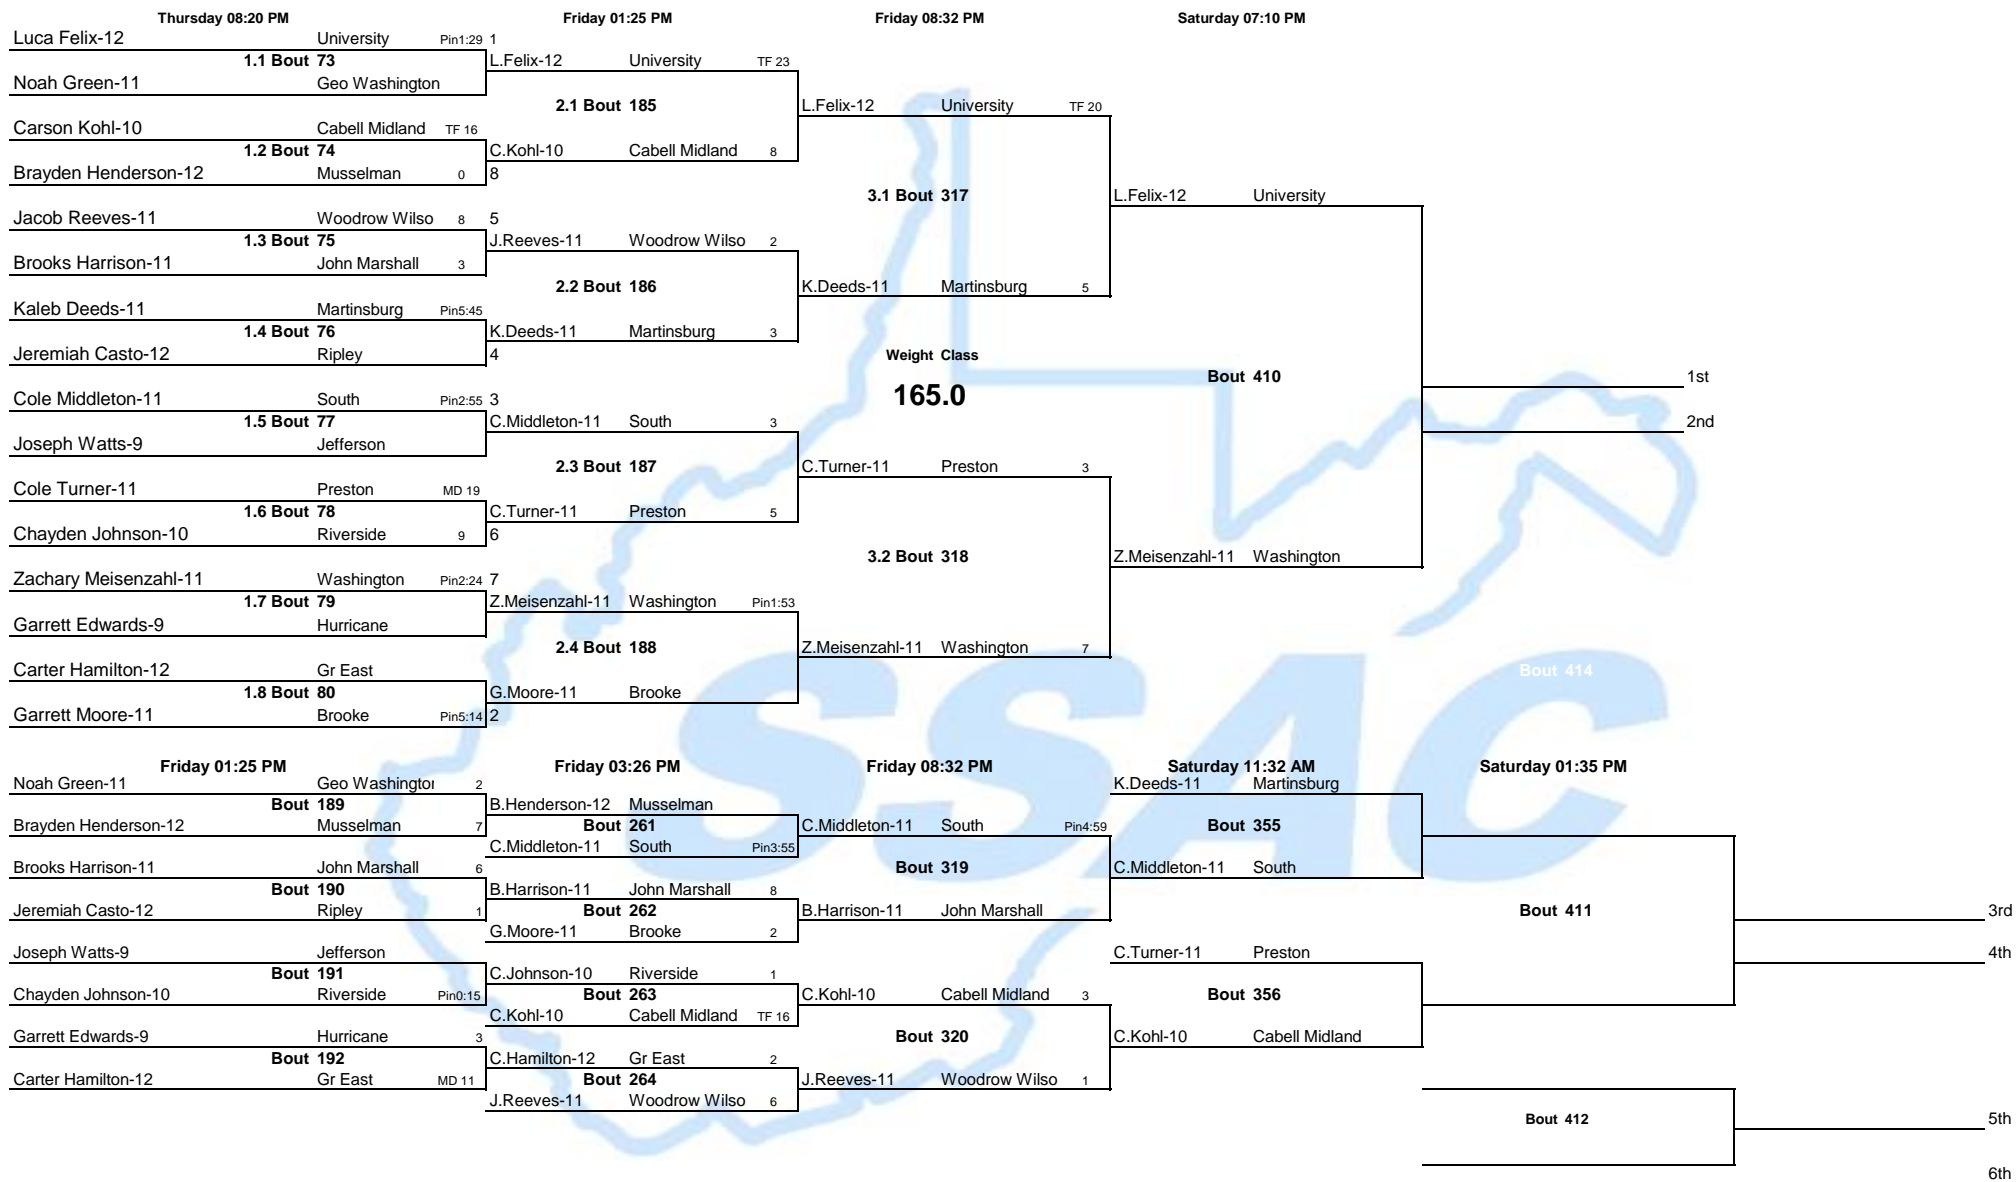 Thursday 08:20 PM Friday 01:25 PM Friday 08:32 PM Saturday 07:10 PM
Luca Felix-12 University Pin1:29 1
1.1 Bout 73
L.Felix-12 University TF 23
Noah Green-11 Geo Washington
2.1 Bout 185
L.Felix-12 University TF 20
Carson Kohl-10 Cabell Midland TF 16
1.2 Bout 74
C.Kohl-10 Cabell Midland 8
Brayden Henderson-12 Musselman 0 8
3.1 Bout 317
L.Felix-12 University
Jacob Reeves-11 Woodrow Wilso 8 5
1.3 Bout 75
J.Reeves-11 Woodrow Wilso 2
Brooks Harrison-11 John Marshall 3
2.2 Bout 186
K.Deeds-11 Martinsburg 5
Kaleb Deeds-11 Martinsburg Pin5:45
1.4 Bout 76
K.Deeds-11 Martinsburg 3
Jeremiah Casto-12 Ripley 4
Weight Class
165.0
Bout 410
1st
2nd
Cole Middleton-11 South Pin2:55 3
1.5 Bout 77
C.Middleton-11 South 3
Joseph Watts-9 Jefferson
2.3 Bout 187
C.Turner-11 Preston 3
Cole Turner-11 Preston MD 19
1.6 Bout 78
C.Turner-11 Preston 5
Chayden Johnson-10 Riverside 9 6
3.2 Bout 318
Z.Meisenzahl-11 Washington
Zachary Meisenzahl-11 Washington Pin2:24 7
1.7 Bout 79
Z.Meisenzahl-11 Washington Pin1:53
Garrett Edwards-9 Hurricane
2.4 Bout 188
Z.Meisenzahl-11 Washington 7
Carter Hamilton-12 Gr East
1.8 Bout 80
G.Moore-11 Brooke
Garrett Moore-11 Brooke Pin5:14 2
Bout 414
SSAC
Friday 01:25 PM Friday 03:26 PM Friday 08:32 PM Saturday 11:32 AM Saturday 01:35 PM
Noah Green-11 Geo Washingto 2
Bout 189
Brayden Henderson-12 Musselman 7
B.Henderson-12 Musselman
Bout 261
C.Middleton-11 South Pin3:55
C.Middleton-11 South Pin4:59
K.Deeds-11 Martinsburg
Bout 355
C.Middleton-11 South
Brooks Harrison-11 John Marshall 6
Bout 190
Jeremiah Casto-12 Ripley 1
B.Harrison-11 John Marshall 8
Bout 262
G.Moore-11 Brooke 2
Bout 319
B.Harrison-11 John Marshall
Bout 411
3rd
4th
Joseph Watts-9 Jefferson
Bout 191
Chayden Johnson-10 Riverside Pin0:15
C.Johnson-10 Riverside 1
Bout 263
C.Kohl-10 Cabell Midland TF 16
C.Kohl-10 Cabell Midland 3
C.Turner-11 Preston
Bout 356
C.Kohl-10 Cabell Midland
Garrett Edwards-9 Hurricane 3
Bout 192
Carter Hamilton-12 Gr East MD 11
C.Hamilton-12 Gr East 2
Bout 264
J.Reeves-11 Woodrow Wilso 6
Bout 320
J.Reeves-11 Woodrow Wilso 1
Bout 412
5th
6th